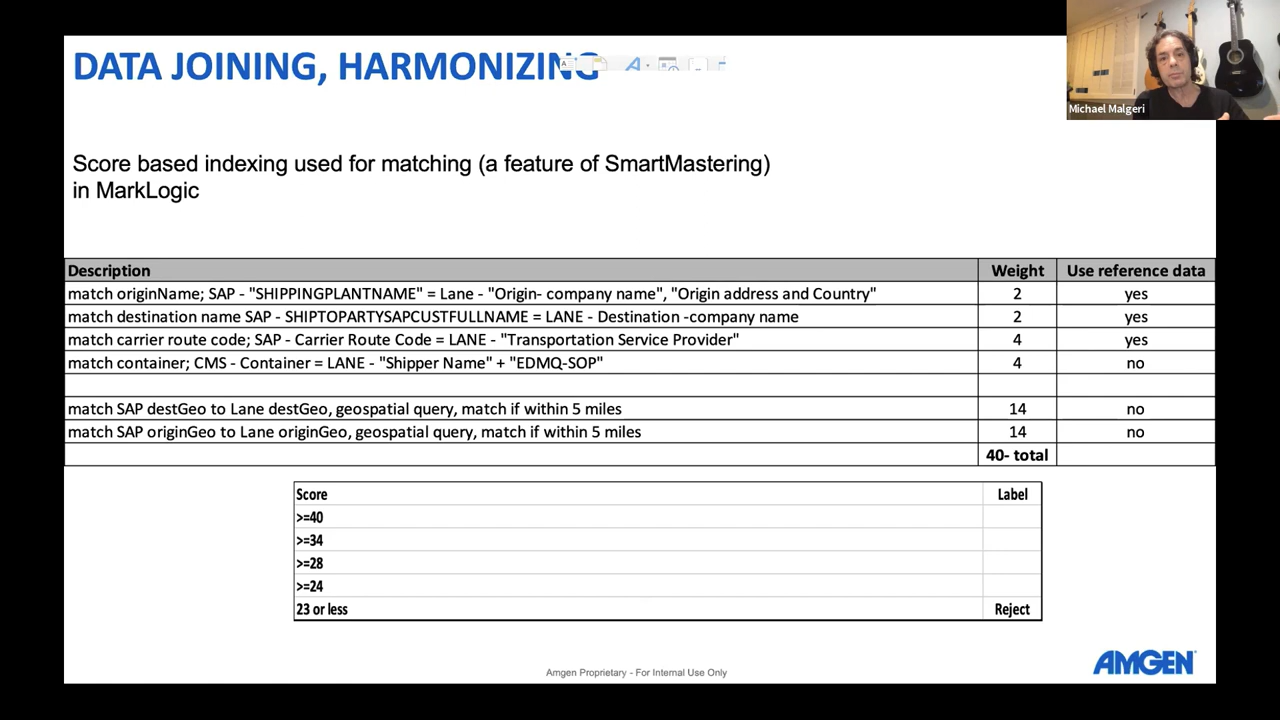 DATA JOINING, HARMONIZING
Michael Malgeri
Score based indexing used for matching (a feature of SmartMastering)
in MarkLogic
Description Weight Use reference data
match originName; SAP - "SHIPPINGPLANTNAME" = Lane - "Origin- company name", "Origin address and Country" 2 yes
match destination name SAP - SHIPTOPARTYSAPCUSTFULLNAME = LANE - Destination -company name 2 yes
match carrier route code; SAP - Carrier Route Code = LANE - "Transportation Service Provider" 4 yes
match container; CMS - Container = LANE - "Shipper Name" + "EDMQ-SOP" 4 no
match SAP destGeo to Lane destGeo, geospatial query, match if within 5 miles 14 no
match SAP originGeo to Lane originGeo, geospatial query, match if within 5 miles 14 no
40- total
Score Label
>=40
>=34
>=28
>=24
23 or less Reject
Amgen Proprietary - For Internal Use Only
AMGEN